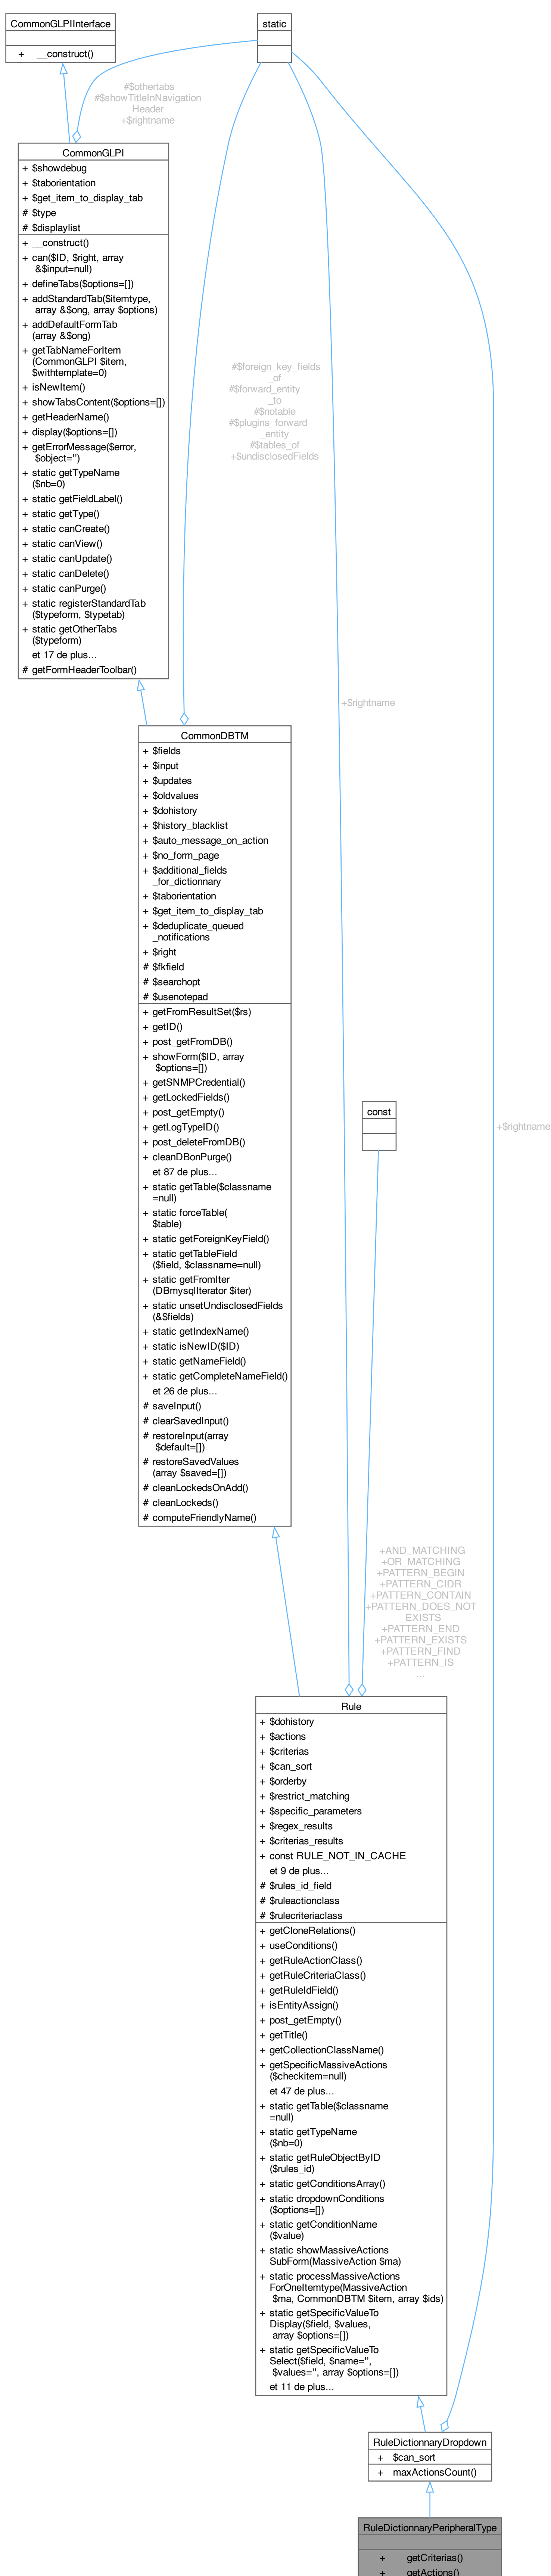 CommonGLPIInterface
+ __construct()
static
#$othertabs
#$showTitleInNavigation
Header
+$rightname
CommonGLPI
+ $showdebug
+ $taborientation
+ $get_item_to_display_tab
# $type
# $displaylist
+ __construct()
+ can($ID, $right, array
&$input=null)
+ defineTabs($options=[])
+ addStandardTab($itemtype,
array &$ong, array $options)
+ addDefaultFormTab
(array &$ong)
+ getTabNameForItem
(CommonGLPI $item,
$withtemplate=0)
+ isNewItem()
+ showTabsContent($options=[])
+ getHeaderName()
+ display($options=[])
+ getErrorMessage($error,
$object='')
+ static getTypeName
($nb=0)
+ static getFieldLabel()
+ static getType()
+ static canCreate()
+ static canView()
+ static canUpdate()
+ static canDelete()
+ static canPurge()
+ static registerStandardTab
($typeform, $typetab)
+ static getOtherTabs
($typeform)
et 17 de plus...
# getFormHeaderToolbar()
#$foreign_key_fields
_of
#$forward_entity
_to
#$notable
#$plugins_forward
_entity
#$tables_of
+$undisclosedFields
+$rightname
CommonDBTM
+ $fields
+ $input
+ $updates
+ $oldvalues
+ $dohistory
+ $history_blacklist
+ $auto_message_on_action
+ $no_form_page
+ $additional_fields
_for_dictionnary
+ $taborientation
+ $get_item_to_display_tab
+ $deduplicate_queued
_notifications
+ $right
# $fkfield
# $searchopt
# $usenotepad
+ getFromResultSet($rs)
+ getID()
+ post_getFromDB()
+ showForm($ID, array
$options=[])
+ getSNMPCredential()
+ getLockedFields()
+ post_getEmpty()
+ getLogTypeID()
+ post_deleteFromDB()
+ cleanDBonPurge()
et 87 de plus...
+ static getTable($classname
=null)
+ static forceTable(
$table)
+ static getForeignKeyField()
+ static getTableField
($field, $classname=null)
+ static getFromIter
(DBmysqlIterator $iter)
+ static unsetUndisclosedFields
(&$fields)
+ static getIndexName()
+ static isNewID($ID)
+ static getNameField()
+ static getCompleteNameField()
et 26 de plus...
# saveInput()
# clearSavedInput()
# restoreInput(array
$default=[])
# restoreSavedValues
(array $saved=[])
# cleanLockedsOnAdd()
# cleanLockeds()
# computeFriendlyName()
const
+$rightname
+AND_MATCHING
+OR_MATCHING
+PATTERN_BEGIN
+PATTERN_CIDR
+PATTERN_CONTAIN
+PATTERN_DOES_NOT
_EXISTS
+PATTERN_END
+PATTERN_EXISTS
+PATTERN_FIND
+PATTERN_IS
...
Rule
+ $dohistory
+ $actions
+ $criterias
+ $can_sort
+ $orderby
+ $restrict_matching
+ $specific_parameters
+ $regex_results
+ $criterias_results
+ const RULE_NOT_IN_CACHE
et 9 de plus...
# $rules_id_field
# $ruleactionclass
# $rulecriteriaclass
+ getCloneRelations()
+ useConditions()
+ getRuleActionClass()
+ getRuleCriteriaClass()
+ getRuleIdField()
+ isEntityAssign()
+ post_getEmpty()
+ getTitle()
+ getCollectionClassName()
+ getSpecificMassiveActions
($checkitem=null)
et 47 de plus...
+ static getTable($classname
=null)
+ static getTypeName
($nb=0)
+ static getRuleObjectByID
($rules_id)
+ static getConditionsArray()
+ static dropdownConditions
($options=[])
+ static getConditionName
($value)
+ static showMassiveActions
SubForm(MassiveAction $ma)
+ static processMassiveActions
ForOneItemtype(MassiveAction
$ma, CommonDBTM $item, array $ids)
+ static getSpecificValueTo
Display($field, $values,
array $options=[])
+ static getSpecificValueTo
Select($field, $name='',
$values='', array $options=[])
et 11 de plus...
RuleDictionnaryDropdown
+ $can_sort
+ maxActionsCount()
RuleDictionnaryPeripheralType
+ getCriterias()
+ getActions()